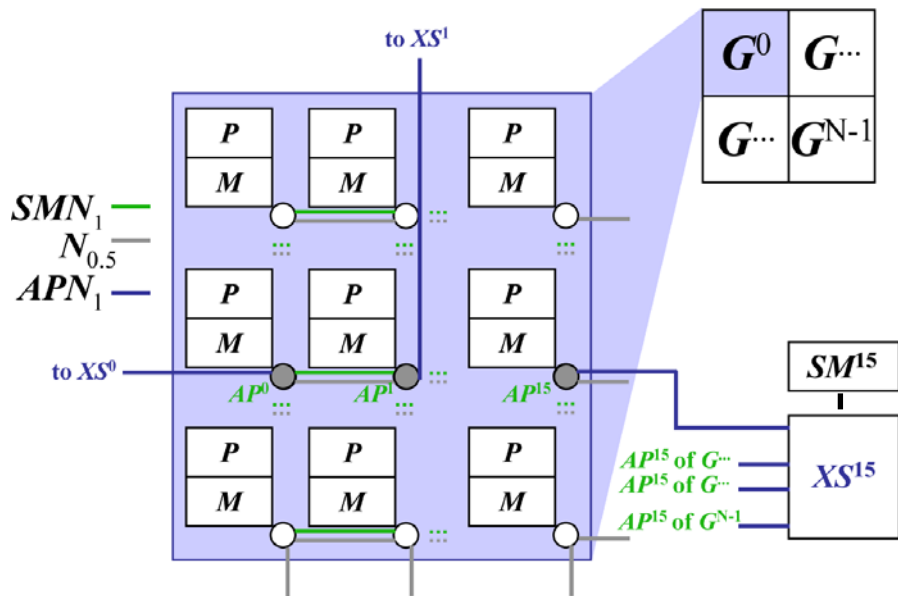 to XS¹
G⁰ G...
G... Gᴺ⁻¹
P P P
M M M
SMN₁
N₀.₅
APN₁
P P P
M M M
to XS⁰
AP⁰ AP¹ AP¹⁵
SM¹⁵
P P P
M M M
AP¹⁵ of G...
AP¹⁵ of G...
AP¹⁵ of Gᴺ⁻¹
XS¹⁵